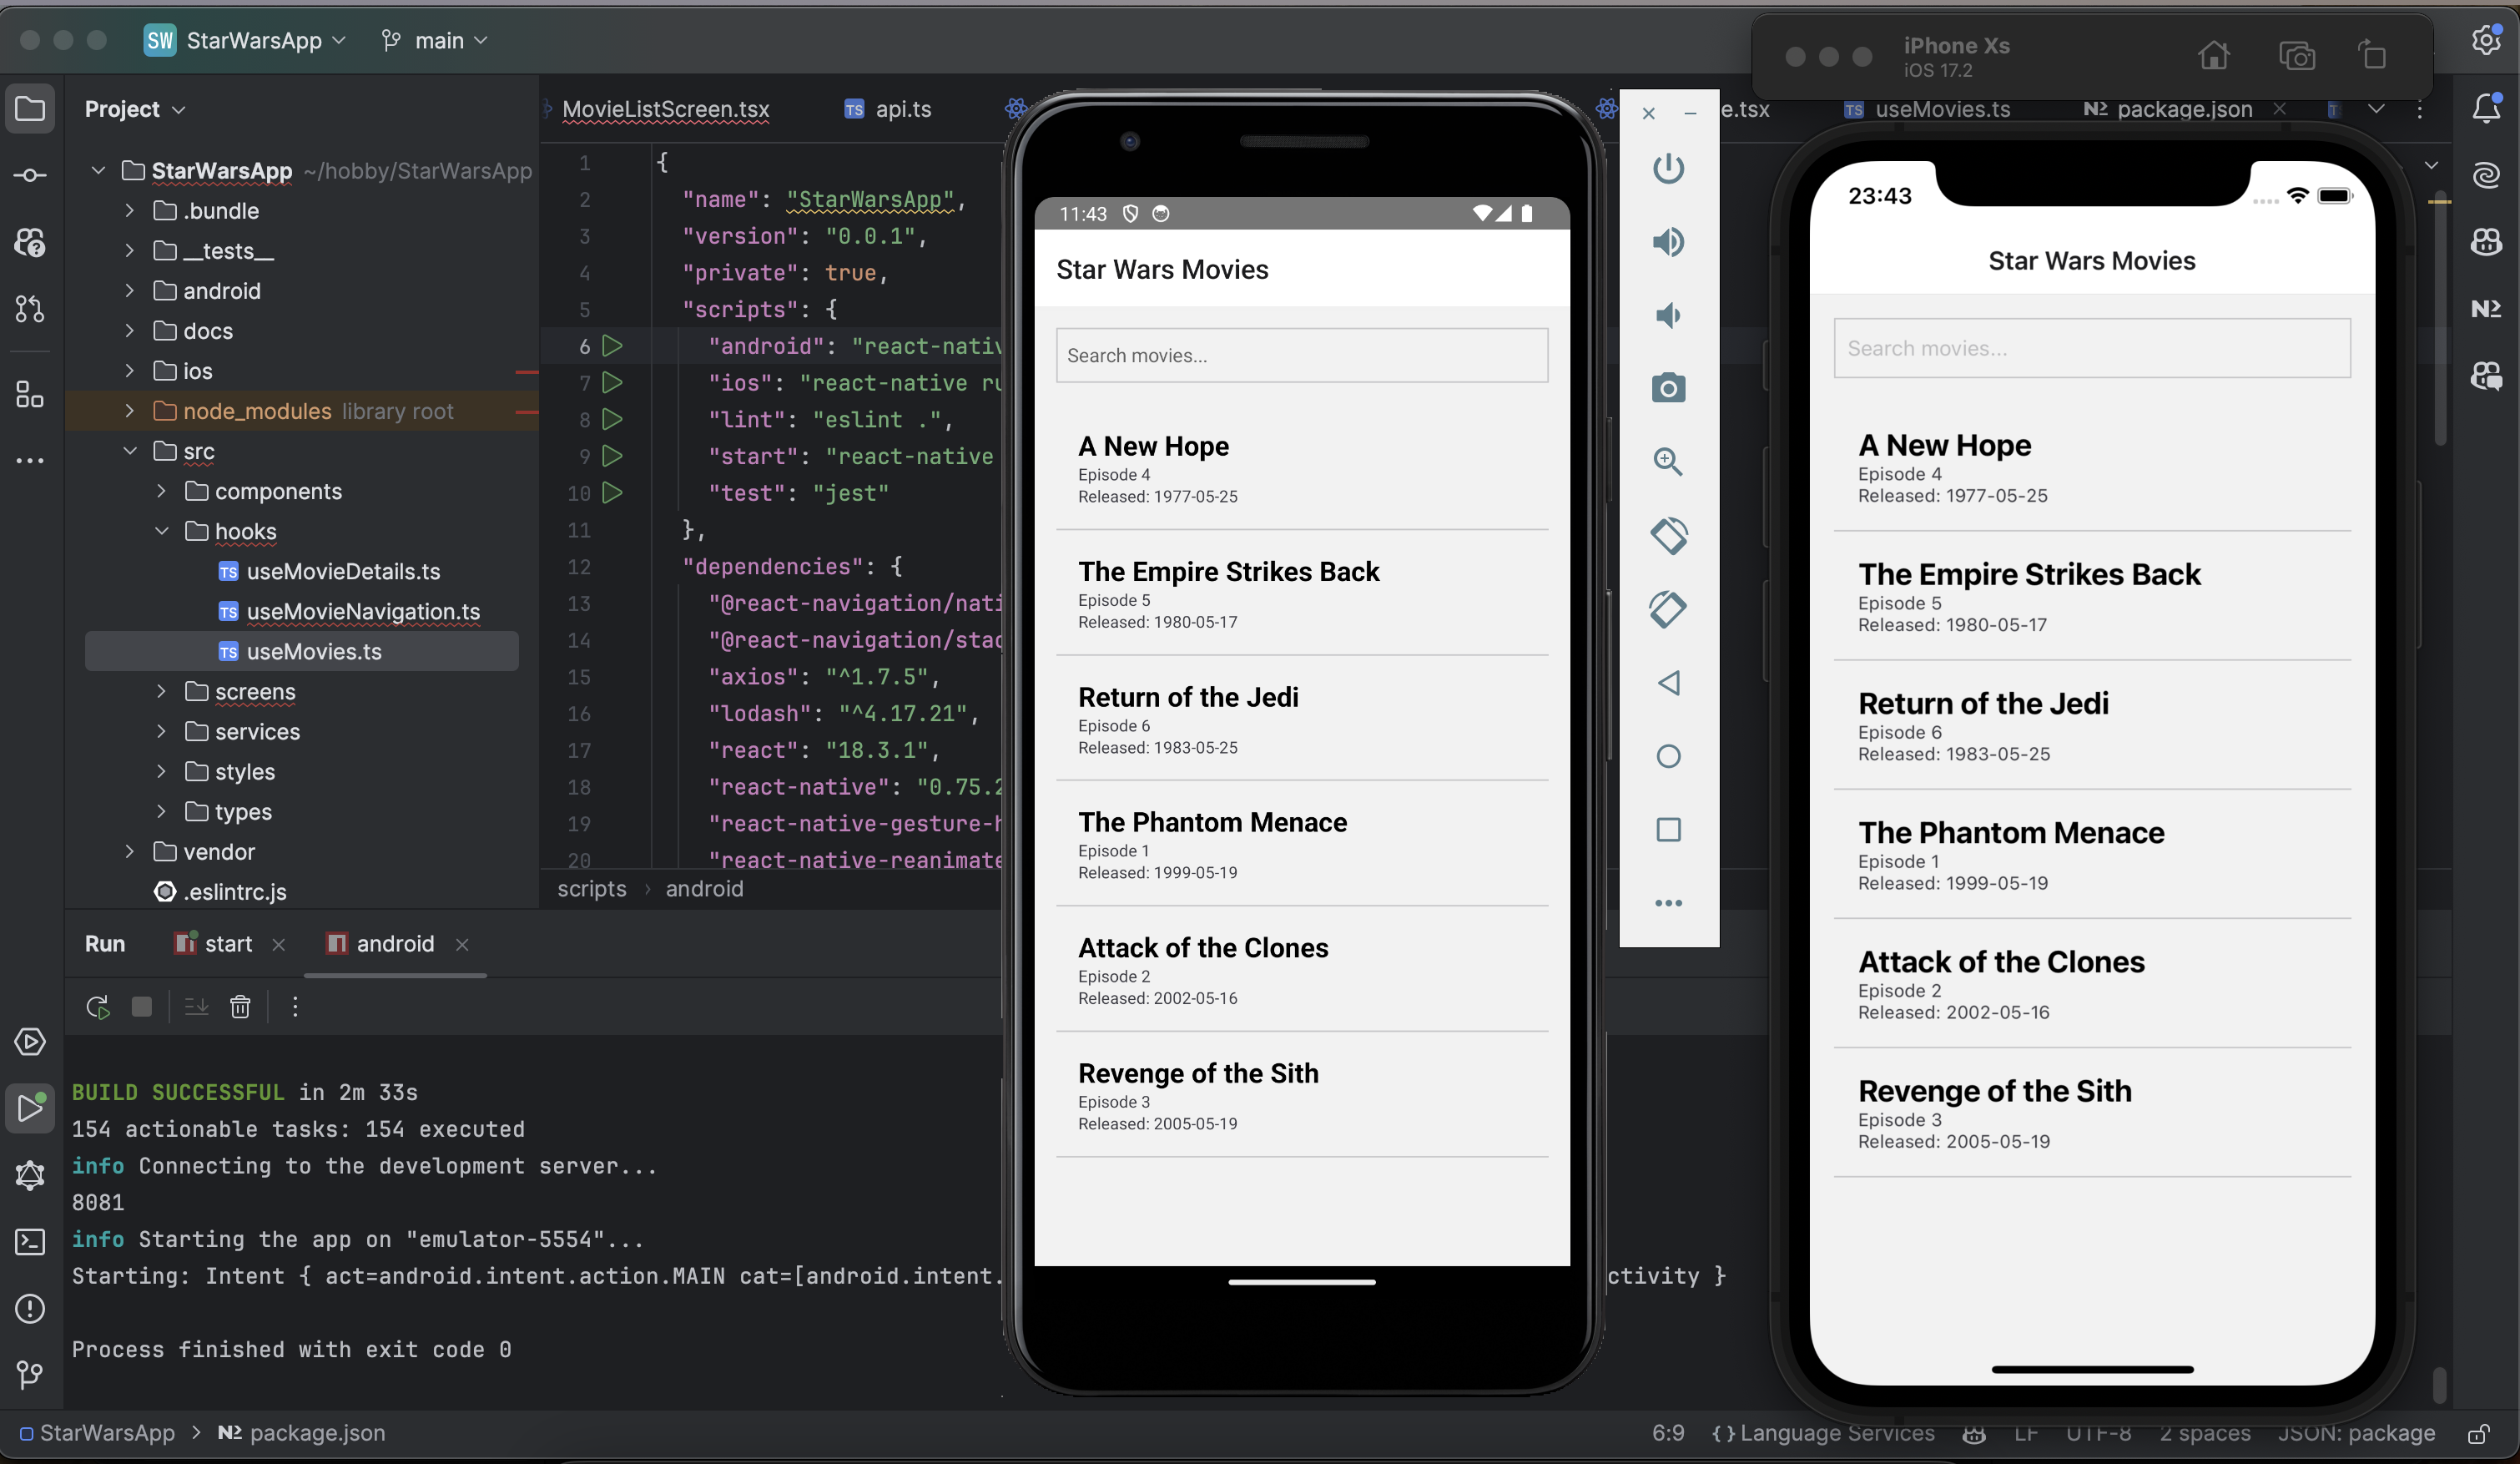 SW StarWarsApp main
iPhone Xs
iOS 17.2
Project
MovieListScreen.tsx
TS api.ts
e.tsx
TS useMovies.ts
package.json
StarWarsApp ~/hobby/StarWarsApp
.bundle
__tests__
android
docs
ios
node_modules library root
src
components
hooks
TS useMovieDetails.ts
TS useMovieNavigation.ts
TS useMovies.ts
screens
services
styles
types
vendor
.eslintrc.js
1 {
2 "name": "StarWarsApp",
3 "version": "0.0.1",
4 "private": true,
5 "scripts": {
6 "android": "react-nativ
7 "ios": "react-native ru
8 "lint": "eslint .",
9 "start": "react-native
10 "test": "jest"
11 },
12 "dependencies": {
13 "@react-navigation/nati
14 "@react-navigation/stac
15 "axios": "^1.7.5",
16 "lodash": "^4.17.21",
17 "react": "18.3.1",
18 "react-native": "0.75.2
19 "react-native-gesture-h
20 "react-native-reanimate
scripts › android
11:43
Star Wars Movies
Search movies...
A New Hope
Episode 4
Released: 1977-05-25
The Empire Strikes Back
Episode 5
Released: 1980-05-17
Return of the Jedi
Episode 6
Released: 1983-05-25
The Phantom Menace
Episode 1
Released: 1999-05-19
Attack of the Clones
Episode 2
Released: 2002-05-16
Revenge of the Sith
Episode 3
Released: 2005-05-19
23:43
Star Wars Movies
Search movies...
A New Hope
Episode 4
Released: 1977-05-25
The Empire Strikes Back
Episode 5
Released: 1980-05-17
Return of the Jedi
Episode 6
Released: 1983-05-25
The Phantom Menace
Episode 1
Released: 1999-05-19
Attack of the Clones
Episode 2
Released: 2002-05-16
Revenge of the Sith
Episode 3
Released: 2005-05-19
Run start android
BUILD SUCCESSFUL in 2m 33s
154 actionable tasks: 154 executed
info Connecting to the development server...
8081
info Starting the app on "emulator-5554"...
Starting: Intent { act=android.intent.action.MAIN cat=[android.intent. ctivity }
Process finished with exit code 0
StarWarsApp › package.json
6:9 {} Language Services LF UTF-8 2 spaces JSON: package